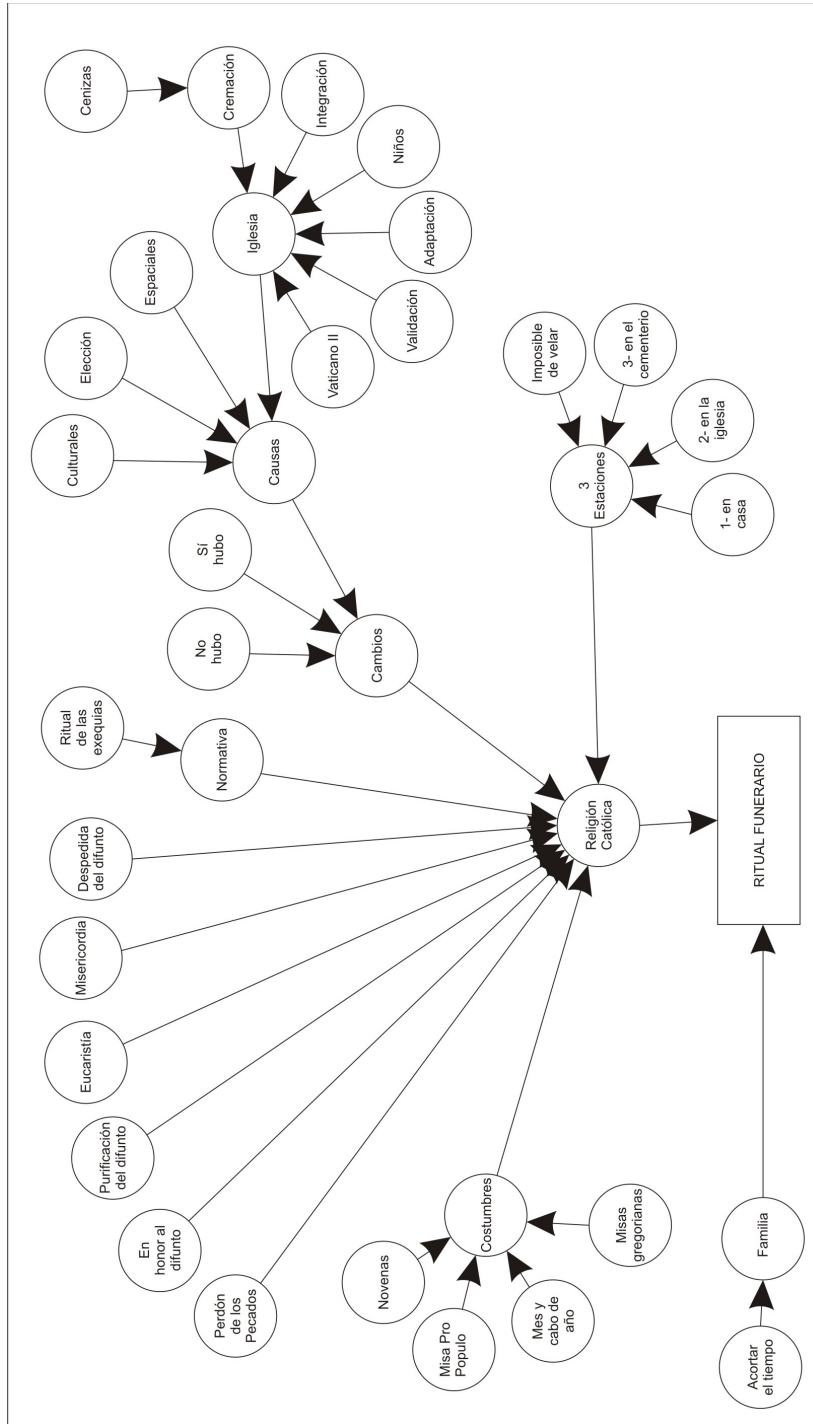 Perdón
de los
Pecados
En
honor al
difunto
Purificación
del difunto
Eucaristía
Misericordia
Despedida
del difunto
Ritual
de las
exequias
Normativa
Culturales
Elección
Espaciales
Cenizas
Cremación
Integración
Niños
Adaptación
Validación
Vaticano II
Iglesia
Causas
No
hubo
Sí
hubo
Cambios
Novenas
Misa Pro
Populo
Mes y
cabo de
año
Misas
gregorianas
Costumbres
Religión
Católica
3
Estaciones
Imposible
de velar
3- en el
cementerio
2- en la
iglesia
1- en
casa
Acortar
el tiempo
Familia
RITUAL FUNERARIO